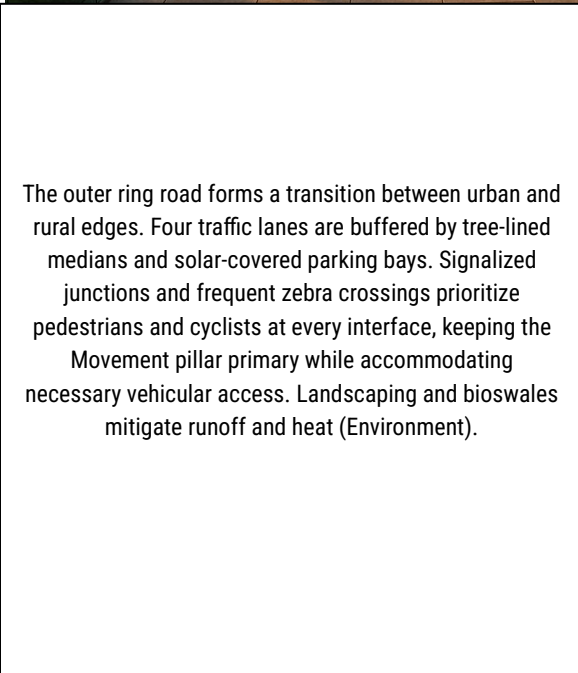 The outer ring road forms a transition between urban and
rural edges. Four traffic lanes are buffered by tree-lined
medians and solar-covered parking bays. Signalized
junctions and frequent zebra crossings prioritize
pedestrians and cyclists at every interface, keeping the
Movement pillar primary while accommodating
necessary vehicular access. Landscaping and bioswales
mitigate runoff and heat (Environment).